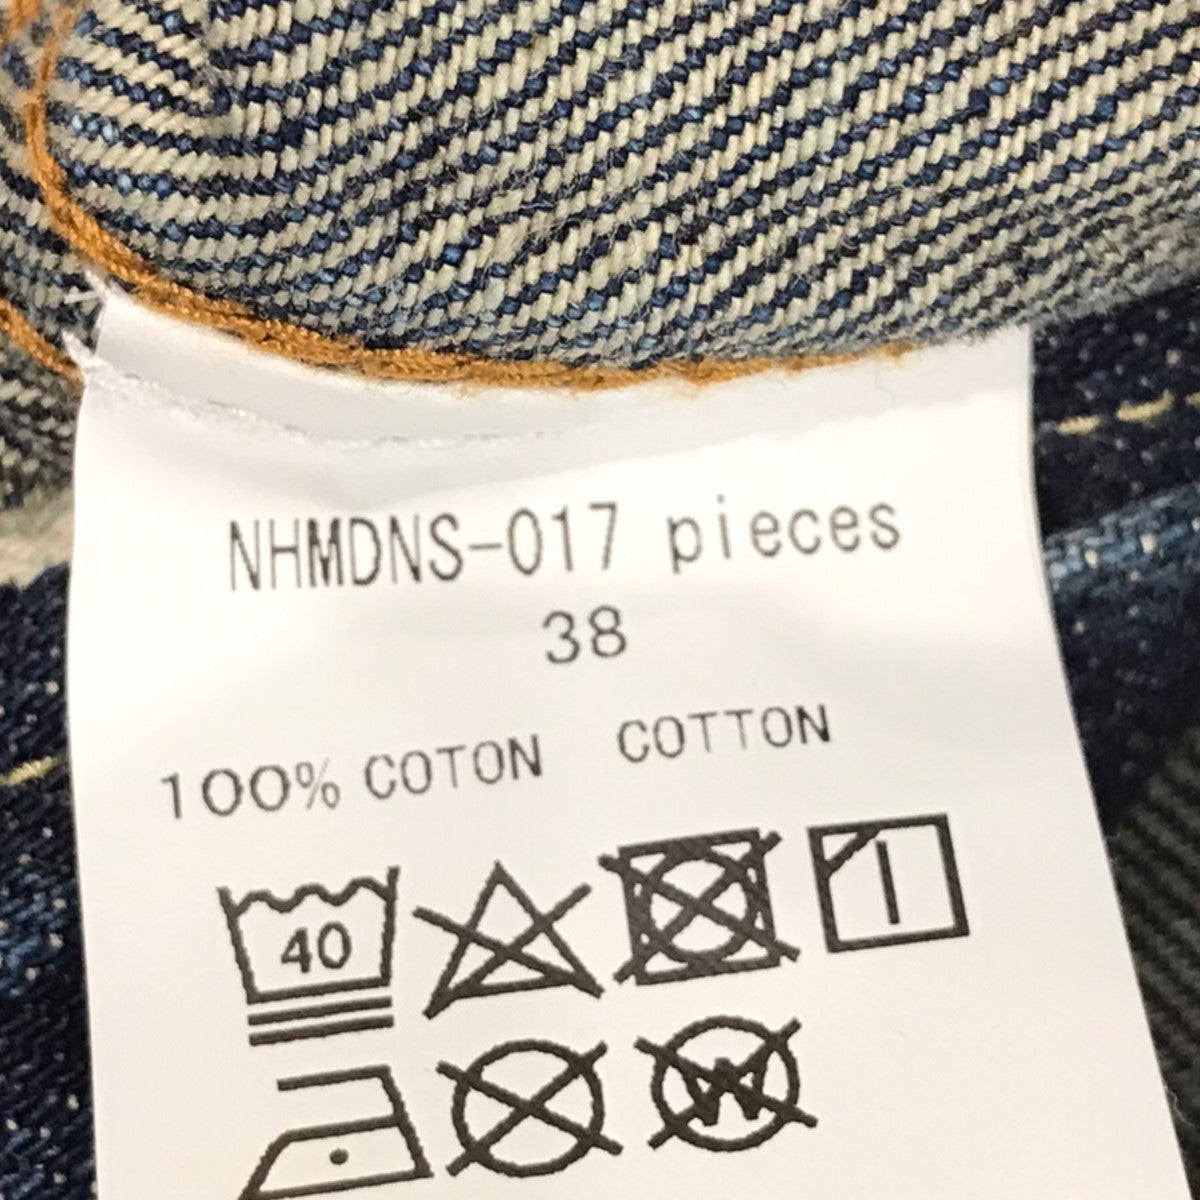 NHMDNS-017 pieces
38
100% COTON COTTON
40
W